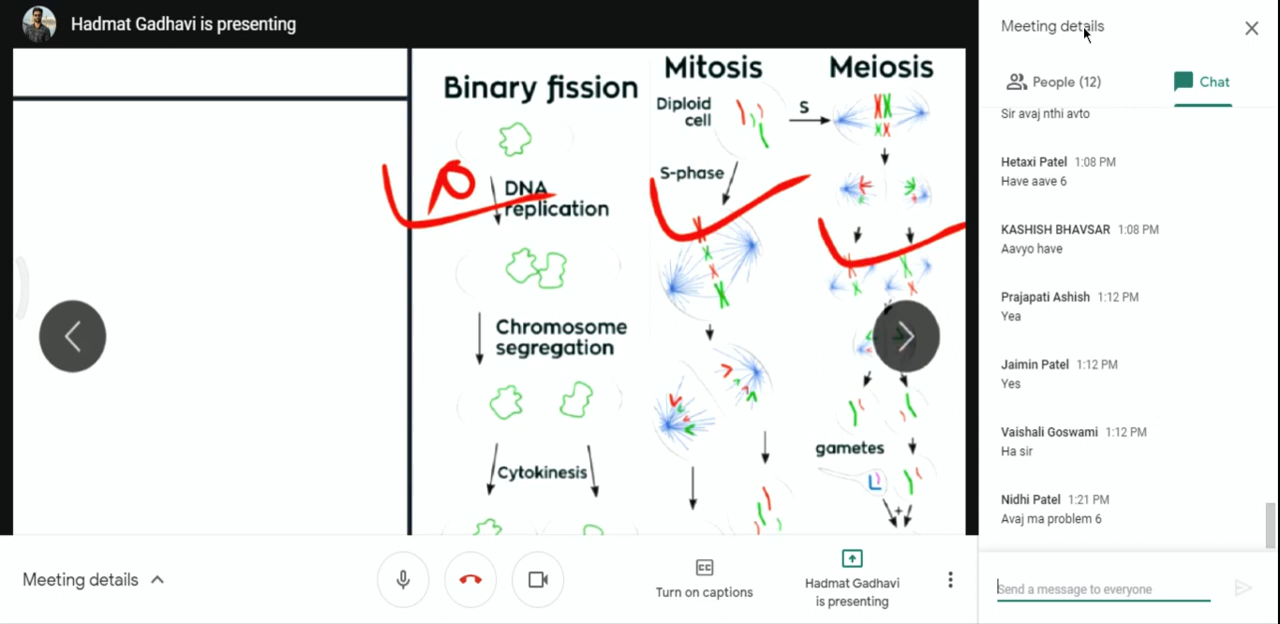 Hadmat Gadhavi is presenting
Binary fission
DNA
replication
Chromosome
segregation
Cytokinesis
Mitosis
Diploid
cell
S
S-phase
Meiosis
gametes
+
Meeting details
People (12)
Chat
Sir avaj nthi avto
Hetaxi Patel 1:08 PM
Have aave 6
KASHISH BHAVSAR 1:08 PM
Aavyo have
Prajapati Ashish 1:12 PM
Yea
Jaimin Patel 1:12 PM
Yes
Vaishali Goswami 1:12 PM
Ha sir
Nidhi Patel 1:21 PM
Avaj ma problem 6
Send a message to everyone
Meeting details
CC
Turn on captions
Hadmat Gadhavi
is presenting